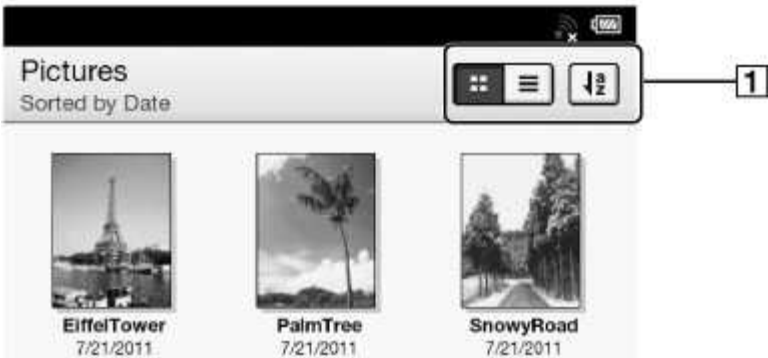 Pictures
Sorted by Date
a
z
1
EiffelTower
PalmTree
SnowyRoad
7/21/2011
7/21/2011
7/21/2011